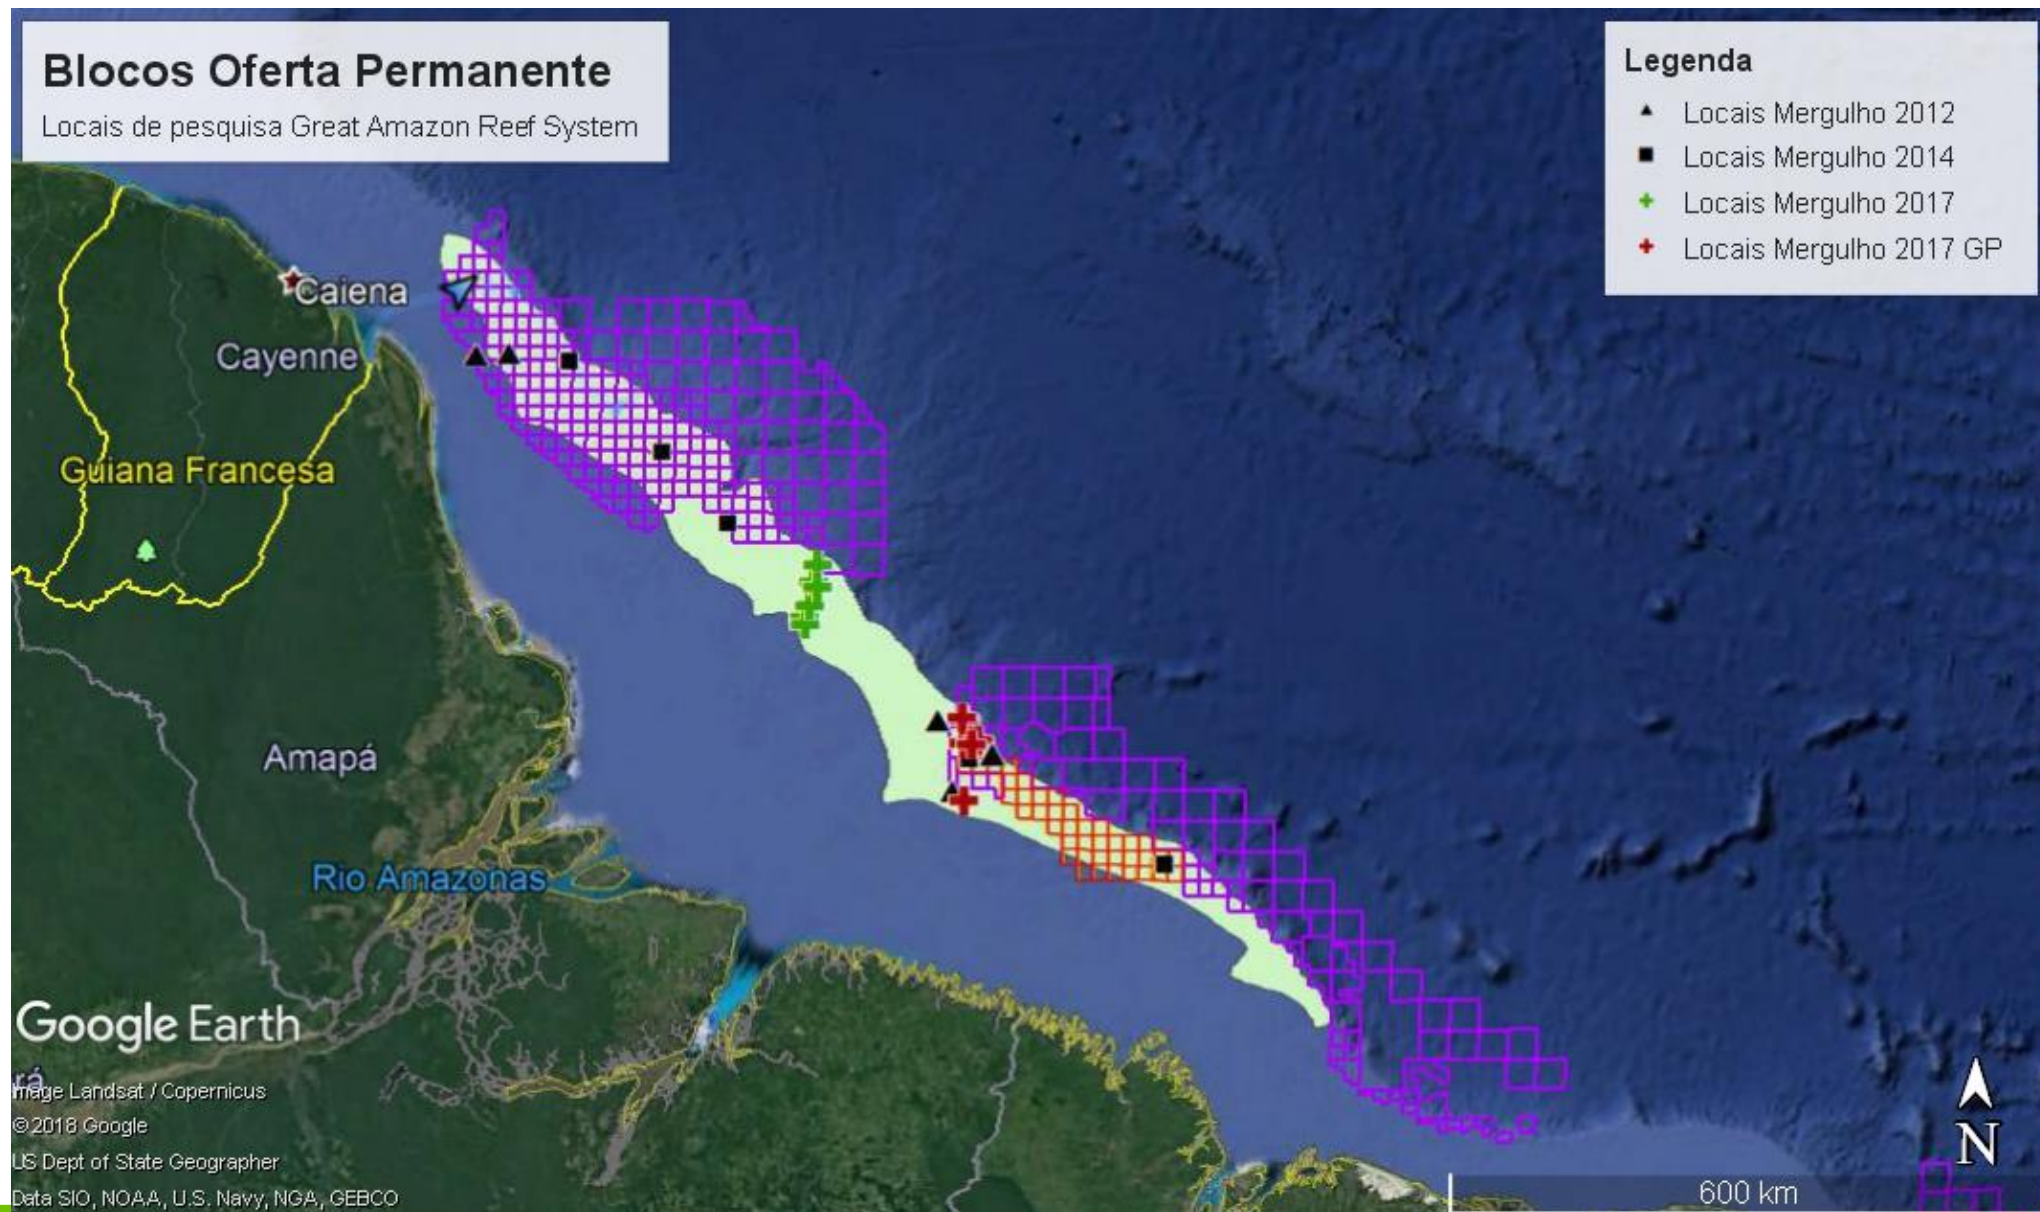 Blocos Oferta Permanente
Locais de pesquisa Great Amazon Reef System
Legenda
Locais Mergulho 2012
Locais Mergulho 2014
Locais Mergulho 2017
Locais Mergulho 2017 GP
Caiena
Cayenne
Guiana Francesa
Amapá
Rio Amazonas
Google Earth
rá
Image Landsat / Copernicus
© 2018 Google
US Dept of State Geographer
Data SIO, NOAA, U.S. Navy, NGA, GEBCO
N
600 km